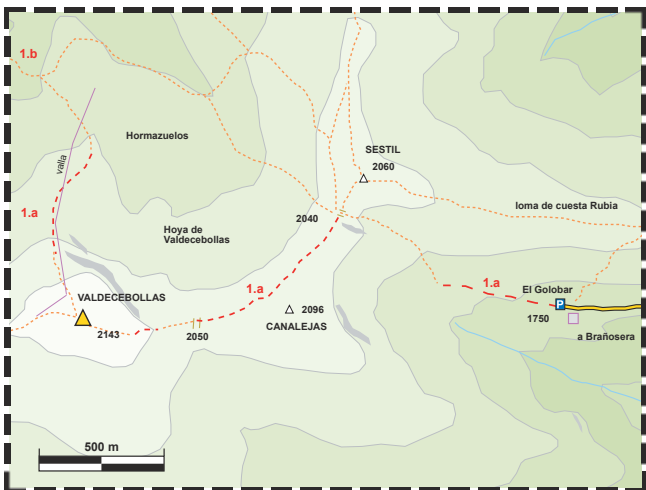 1.b
Hormazuelos
valla
SESTIL
2060
1.a
2040
loma de cuesta Rubia
Hoya de
Valdecebollas
1.a
1.a
El Golobar
P
VALDECEBOLLAS
2143
2050
2096
CANALEJAS
1750
a Brañosera
500 m